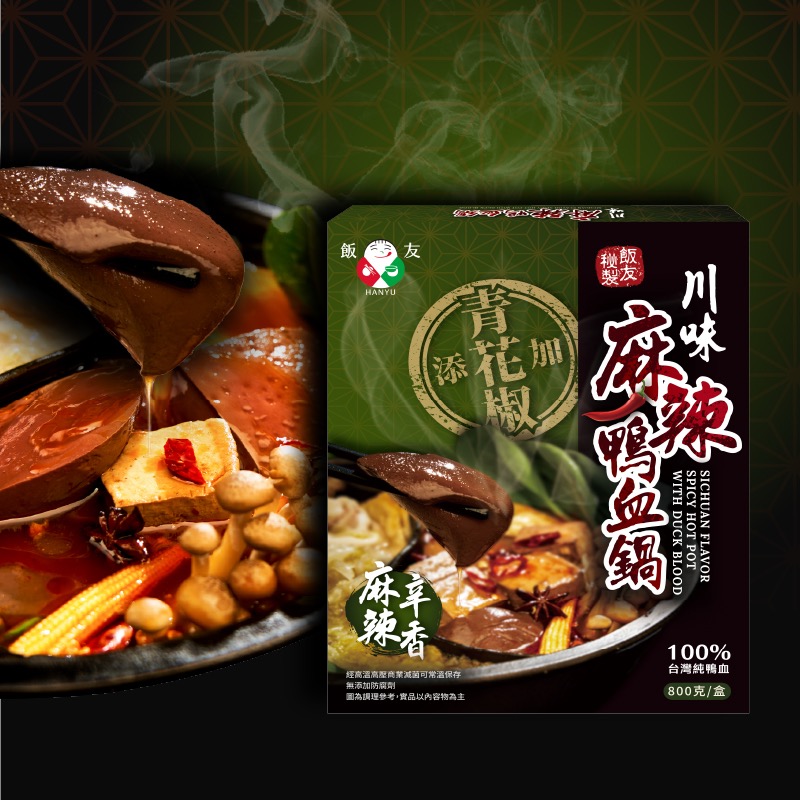 飯友
HANYU
添加
青花椒
飯友
秘製
川味
麻辣
鴨血鍋
SICHUAN FLAVOR
SPICY HOT POT
WITH DUCK BLOOD
辛香
麻辣
100%
台灣純鴨血
800克/盒
經高溫高壓商業滅菌可常溫保存
無添加防腐劑
圖為調理參考,實品以內容物為主